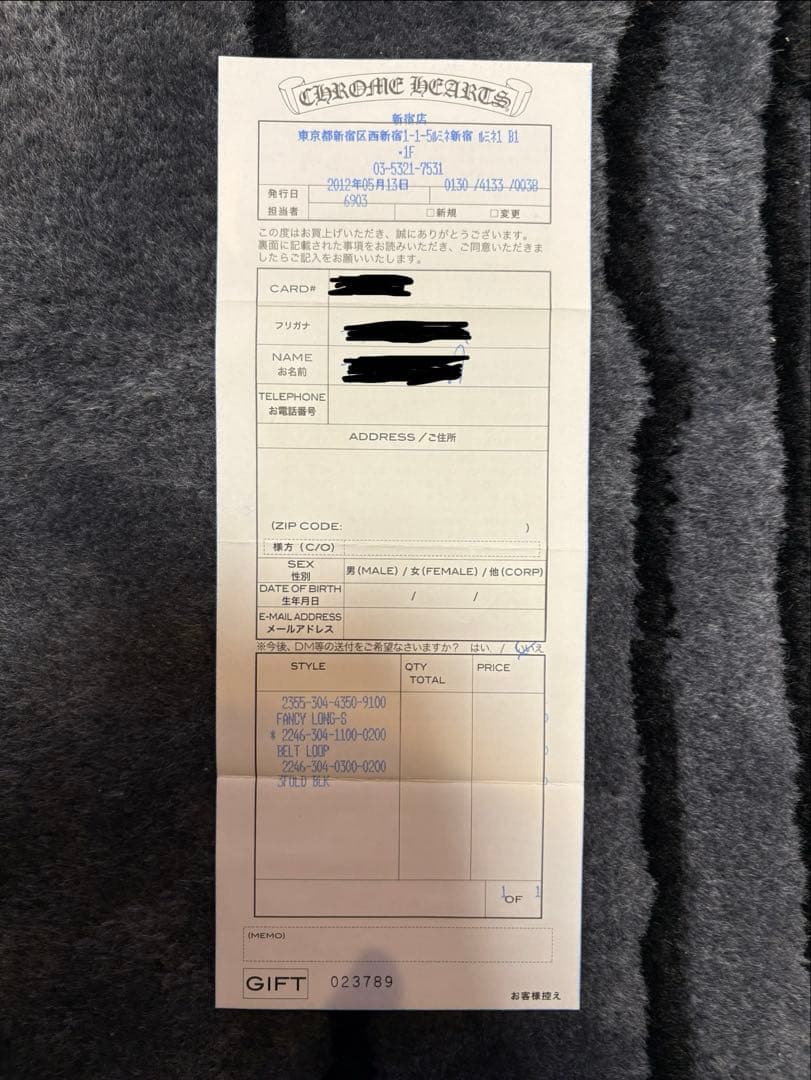 CHROME HEARTS
新宿店
東京都新宿区西新宿1-1-5ルミネ新宿 ルミネ1 B1
・1F
03-5321-7531
発行日 2012年05月13日 0130 /4133 /0038
担当者 6903 □新規 □変更
この度はお買上げいただき、誠にありがとうございます。
裏面に記載された事項をお読みいただき、ご同意いただきま
したらご記入をお願いいたします。
CARD#
フリガナ
NAME
お名前
TELEPHONE
お電話番号
ADDRESS/ご住所
(ZIP CODE: )
様方 (C/O)
SEX
性別 男(MALE) / 女(FEMALE) / 他(CORP)
DATE OF BIRTH
生年月日 / /
E-MAIL ADDRESS
メールアドレス
※今後、DM等の送付をご希望なさいますか? はい / いいえ
STYLE QTY PRICE
TOTAL
2355-304-4350-9100
FANCY LONG-S
* 2246-304-1100-0200
BELT LOOP
2246-304-0300-0200
3FOLD BLK
1 OF 1
(MEMO)
GIFT 023789
お客様控え